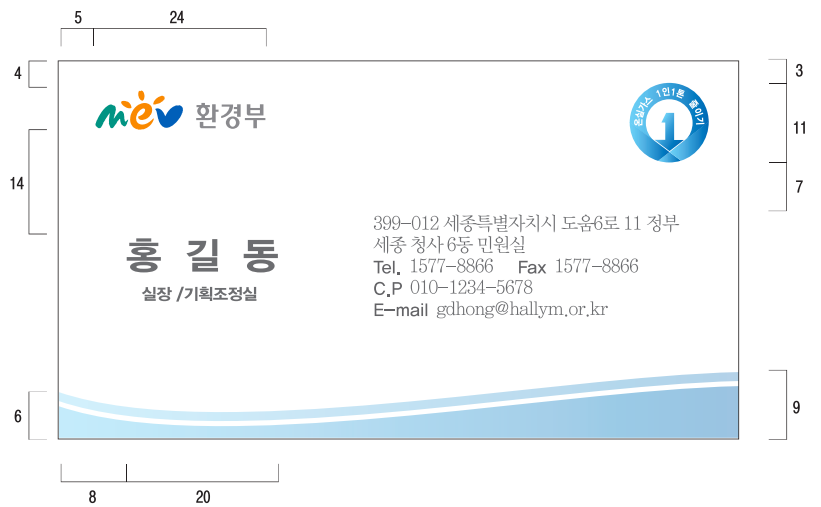 5 24
4
3
mev 환경부
온실가스 1인1톤 줄이기
1
11
14
7
399-012 세종특별자치시 도움6로 11 정부
세종 청사 6동 민원실
홍 길 동
Tel. 1577-8866 Fax 1577-8866
실장 /기획조정실
C.P 010-1234-5678
E-mail gdhong@hallym.or.kr
6
9
8 20